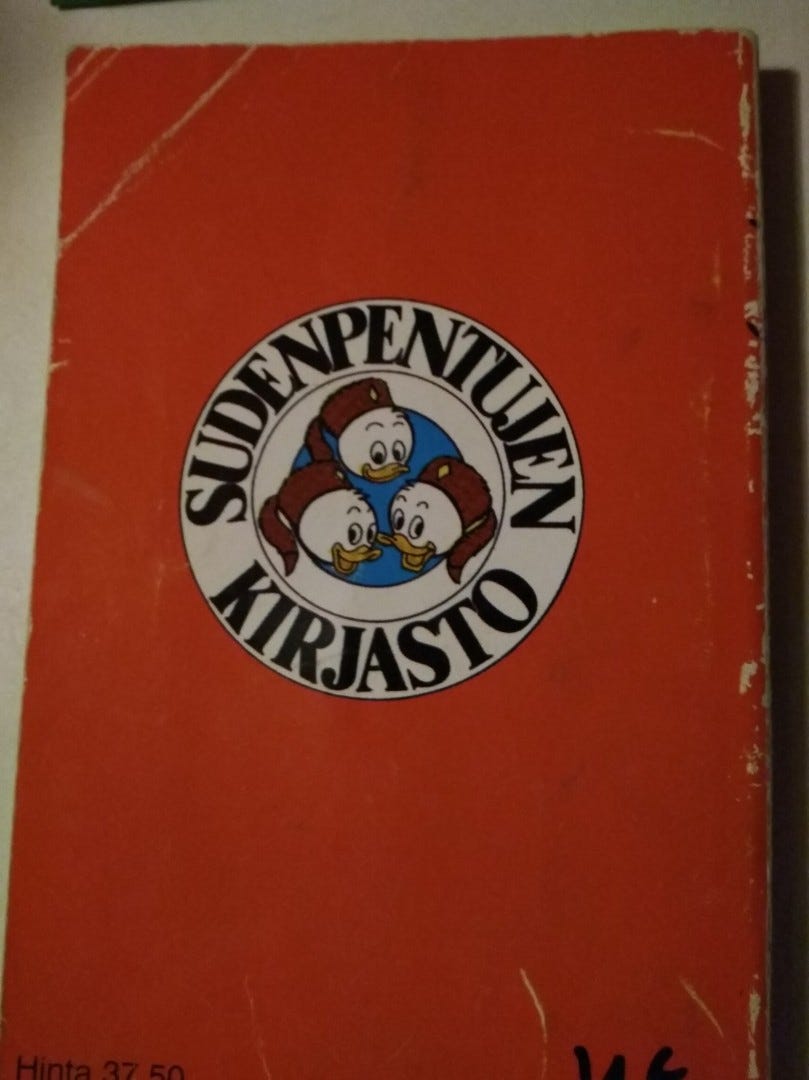 SUDENPENTUJEN
KIRJASTO
Hinta 37,50